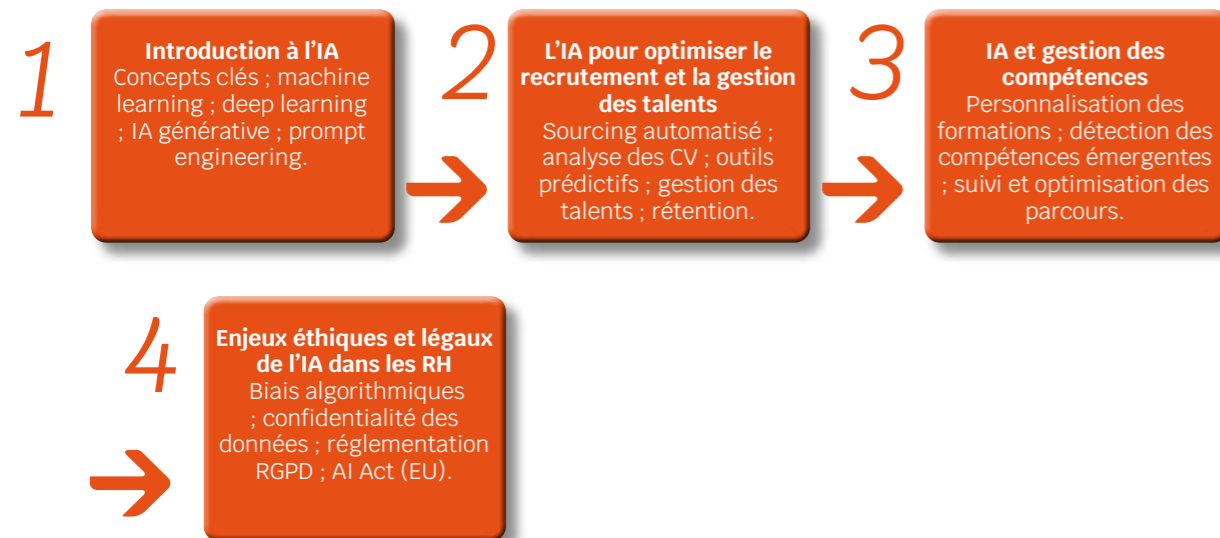 1
Introduction à l’IA
Concepts clés ; machine
learning ; deep learning
; IA générative ; prompt
engineering.
2
L’IA pour optimiser le
recrutement et la gestion
des talents
Sourcing automatisé ;
analyse des CV ; outils
prédictifs ; gestion des
talents ; rétention.
3
IA et gestion des
compétences
Personnalisation des
formations ; détection des
compétences émergentes
; suivi et optimisation des
parcours.
4
Enjeux éthiques et légaux
de l’IA dans les RH
Biais algorithmiques
; confidentialité des
données ; réglementation
RGPD ; AI Act (EU).